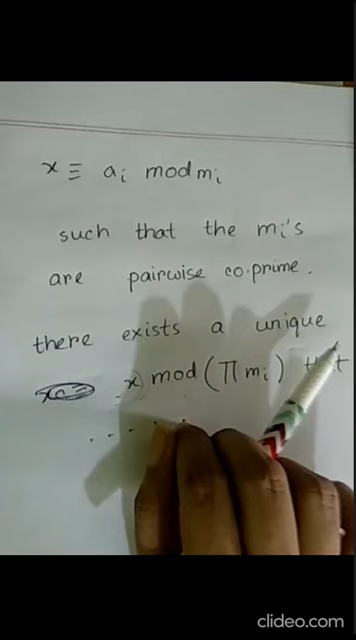 x ≡ ai mod mi
such that the mi's
are pairwise co-prime.
there exists a unique
x mod (∏ mi)
clideo.com